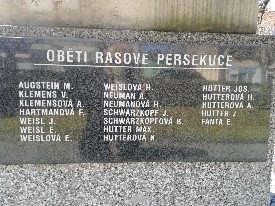 OBĚTI RASOVÉ PERSEKUCE
AUGSTEIN M.
KLEMENS V.
KLEMENSOVÁ A.
HARTMANOVÁ F.
WEISL J.
WEISL E.
WEISLOVÁ E.
WEISLOVÁ H.
NEUMAN A.
NEUMANOVÁ H.
SCHWARZKOPF J.
SCHWARZKOPFOVÁ B.
HUTTER MAX.
HUTTEROVÁ K.
HUTTER JOS.
HUTTEROVÁ H.
HUTTEROVÁ A.
HUTTER J.
FANTA E.